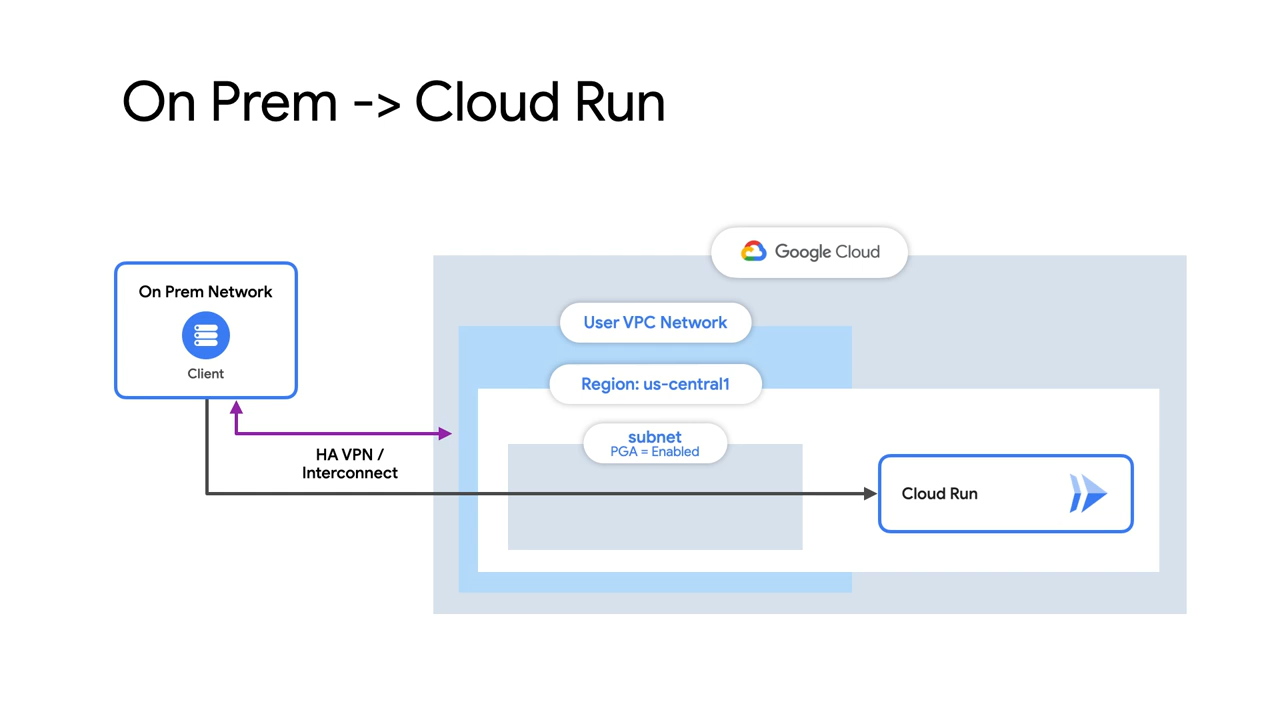 On Prem -> Cloud Run
Google Cloud
On Prem Network
Client
User VPC Network
Region: us-central1
subnet
PGA = Enabled
HA VPN /
Interconnect
Cloud Run